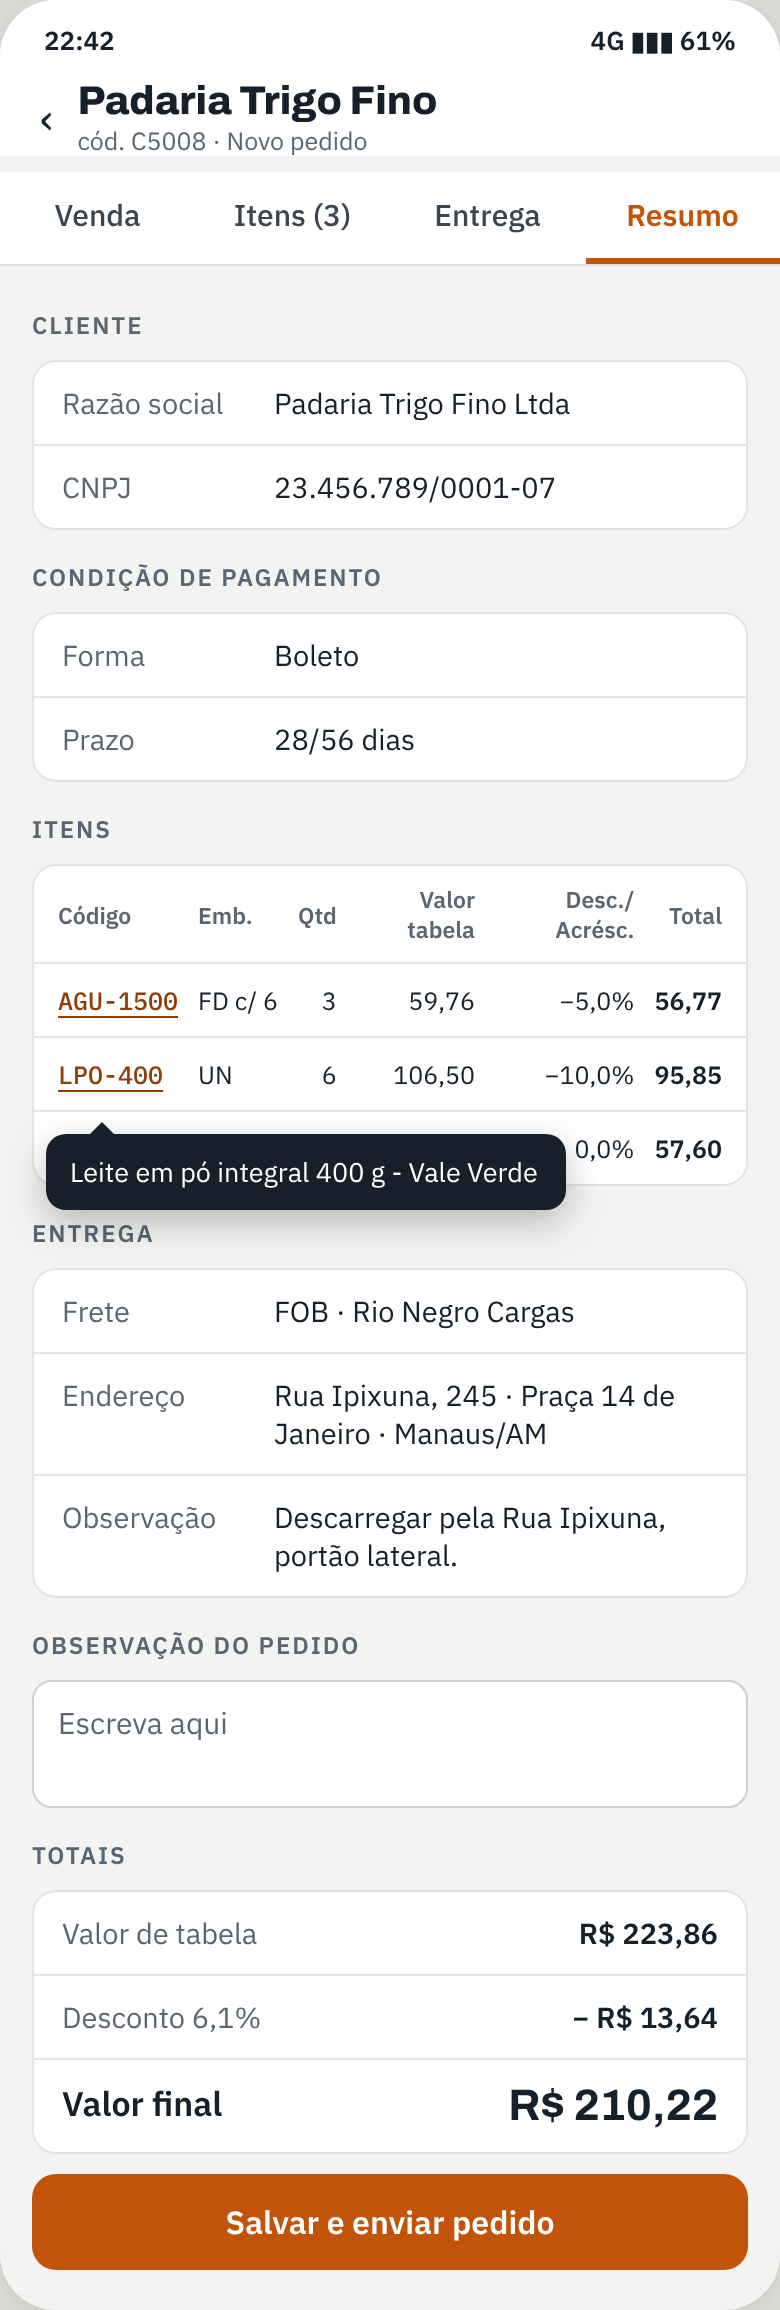 22:42
4G 61%
Padaria Trigo Fino
cód. C5008 · Novo pedido
Venda Itens (3) Entrega Resumo
CLIENTE
Razão social Padaria Trigo Fino Ltda
CNPJ 23.456.789/0001-07
CONDIÇÃO DE PAGAMENTO
Forma Boleto
Prazo 28/56 dias
ITENS
Código Emb. Qtd Valor tabela Desc./ Acrésc. Total
AGU-1500 FD c/ 6 3 59,76 −5,0% 56,77
LPO-400 UN 6 106,50 −10,0% 95,85
0,0% 57,60
Leite em pó integral 400 g - Vale Verde
ENTREGA
Frete FOB · Rio Negro Cargas
Endereço Rua Ipixuna, 245 · Praça 14 de
Janeiro · Manaus/AM
Observação Descarregar pela Rua Ipixuna,
portão lateral.
OBSERVAÇÃO DO PEDIDO
Escreva aqui
TOTAIS
Valor de tabela R$ 223,86
Desconto 6,1% − R$ 13,64
Valor final R$ 210,22
Salvar e enviar pedido